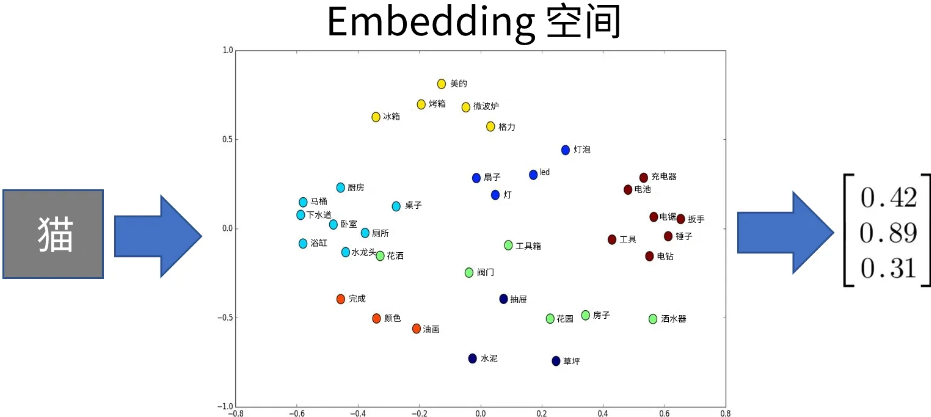 Embedding 空间
猫
1.0
0.5
0.0
−0.5
−1.0
−0.8
−0.6
−0.4
−0.2
0.0
0.2
0.4
0.6
0.8
美的
烤箱
微波炉
冰箱
格力
灯泡
led
扇子
灯
充电器
电池
厨房
马桶
桌子
下水道
卧室
厕所
浴缸
水龙头
花洒
电锯
扳手
锤子
工具
电钻
工具箱
阀门
抽屉
完成
颜色
油画
花园
房子
洒水器
水泥
草坪
0.42
0.89
0.31